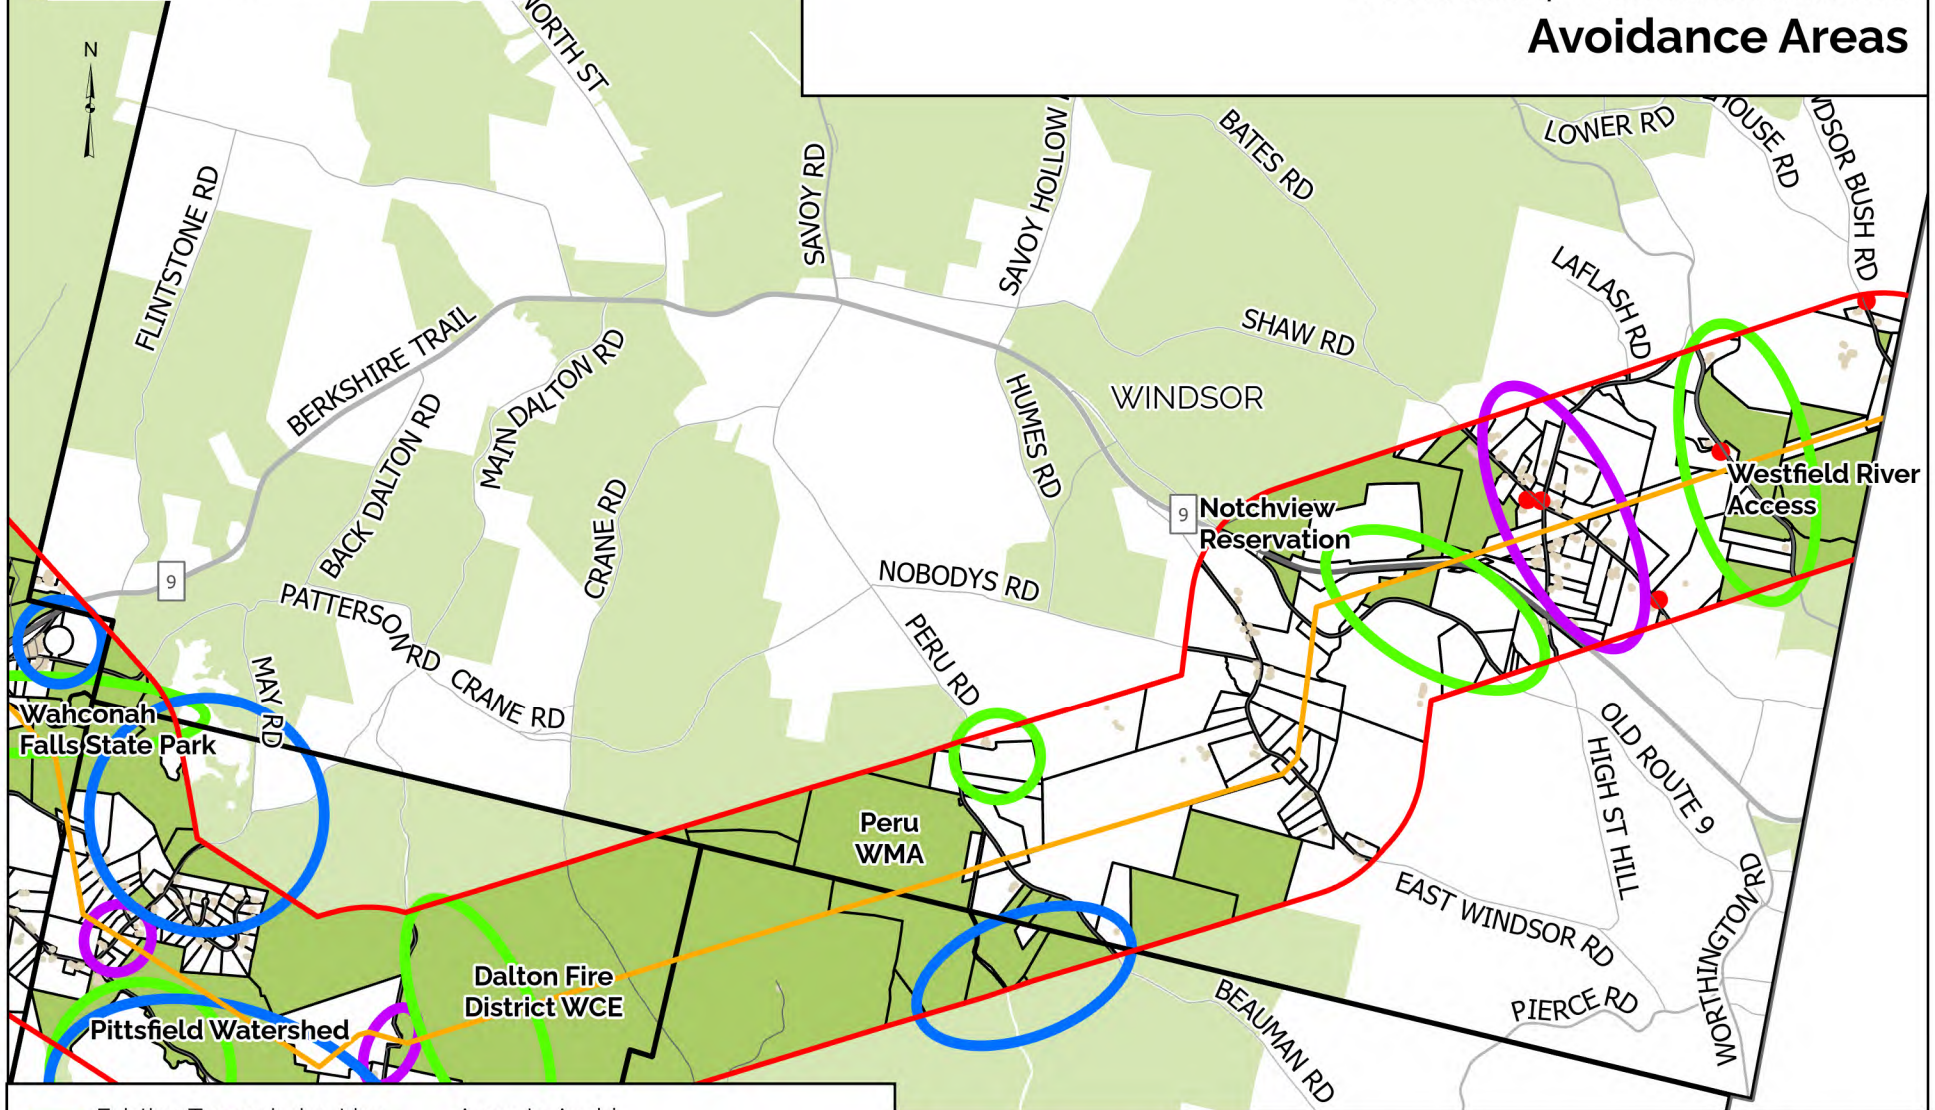 Avoidance Areas
N
NORTH ST
LOWER RD
BATES RD
SAVOY RD
SAVOY HOLLOW
FLINTSTONE RD
BUSH RD
LAFLASH RD
BERKSHIRE TRAIL
MAIN DALTON RD
SHAW RD
WINDSOR
HUMES RD
BACK DALTON RD
CRANE RD
Westfield River
Access
9
Notchview
Reservation
9
NOBODYS RD
PATTERSON RD
PERU RD
MAY RD
CRANE RD
Wahconah
Falls State Park
OLD ROUTE 9
HIGH ST HILL
Peru
WMA
EAST WINDSOR RD
WORTHINGTON RD
Dalton Fire
District WCE
Pittsfield Watershed
BEAUMAN RD
PIERCE RD